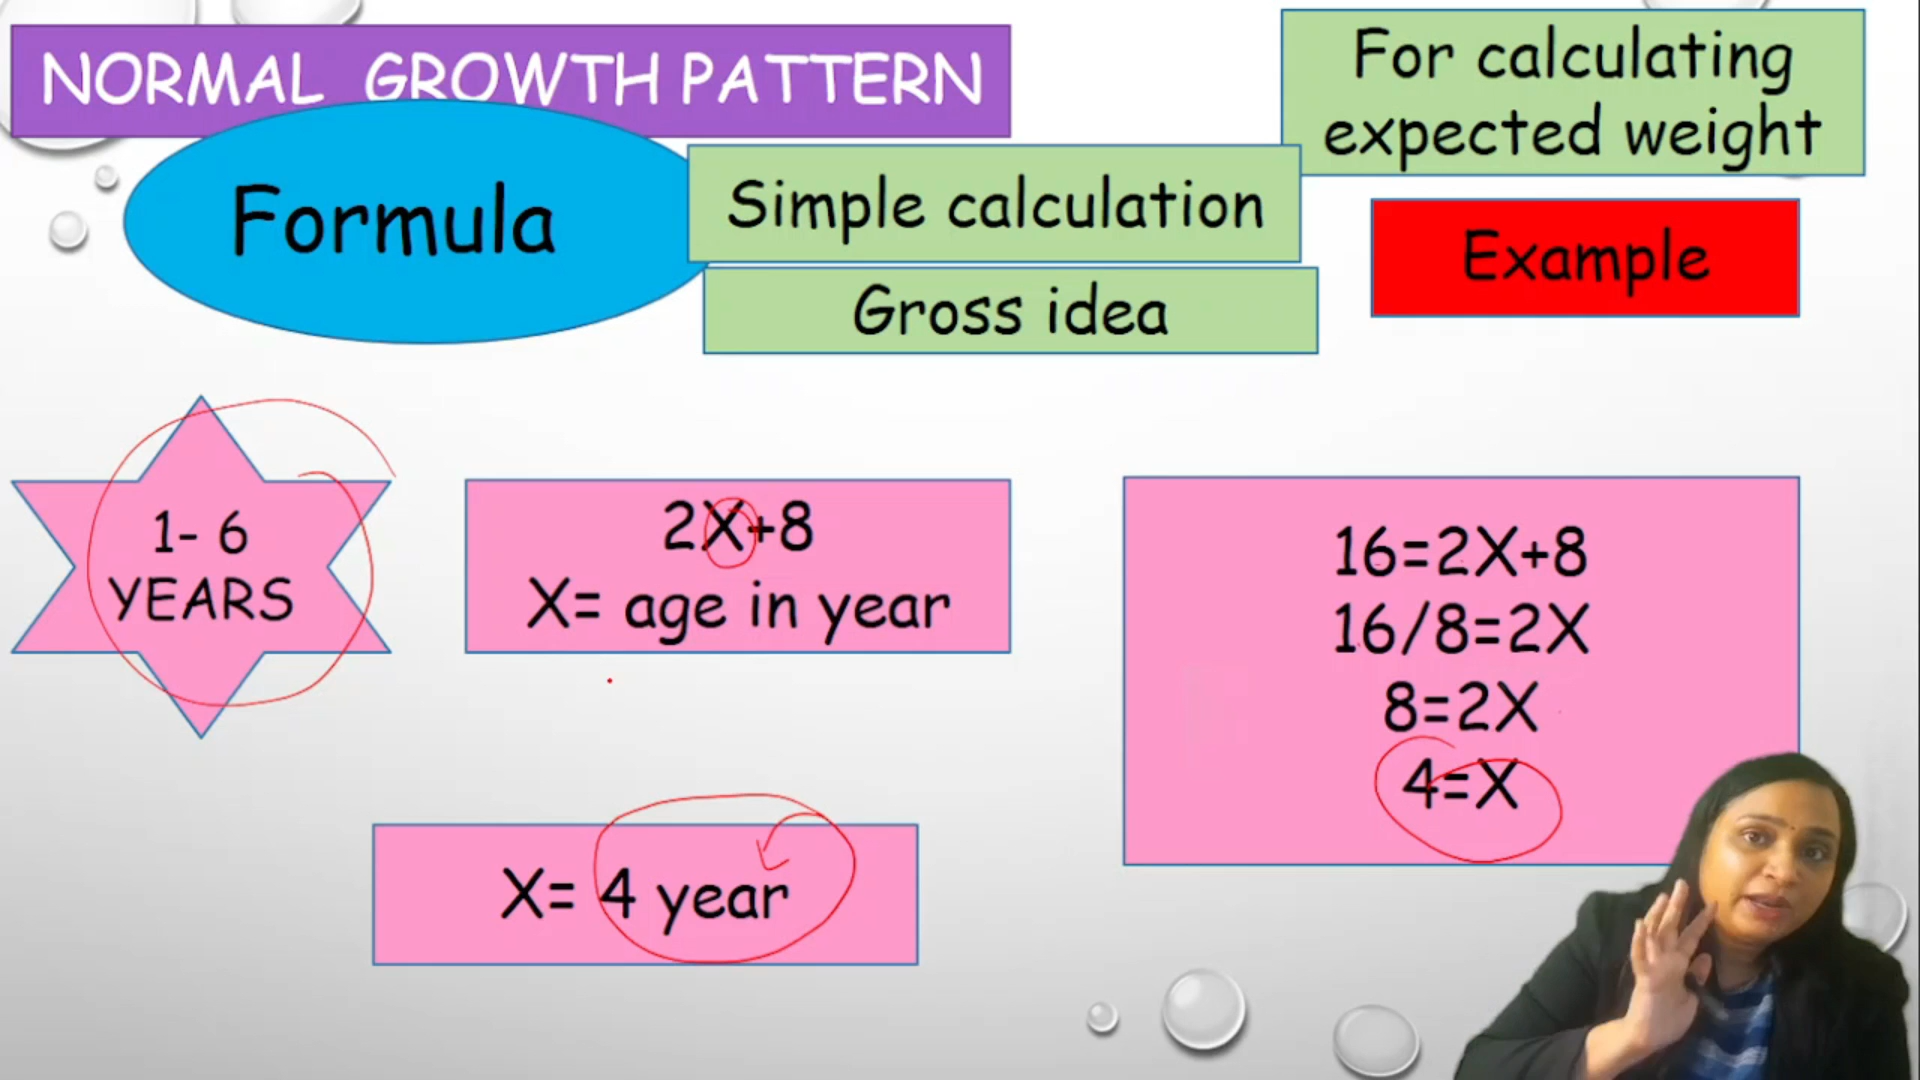 NORMAL GROWTH PATTERN
For calculating
expected weight
Formula
Simple calculation
Gross idea
Example
1- 6
YEARS
2X+8
X= age in year
16=2X+8
16/8=2X
8=2X
4=X
X= 4 year